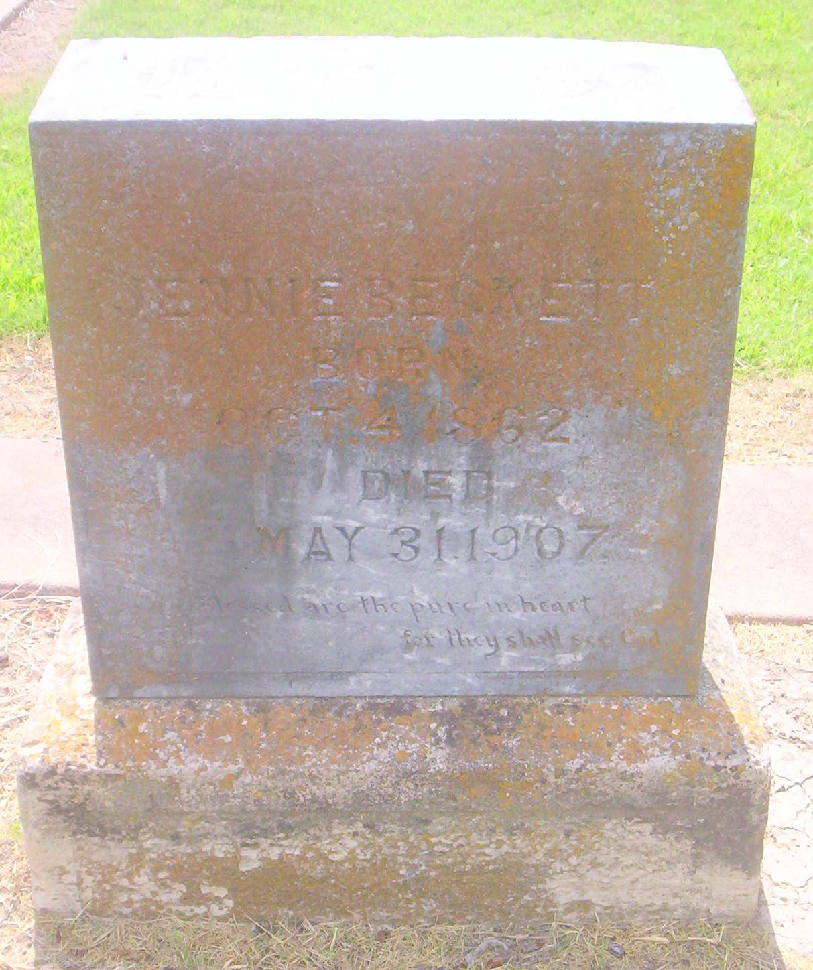 JENNIE BECKETT
BORN
OCT. 4 1862
DIED
MAY 31.1907
Blessed are the pure in heart
for they shall see God